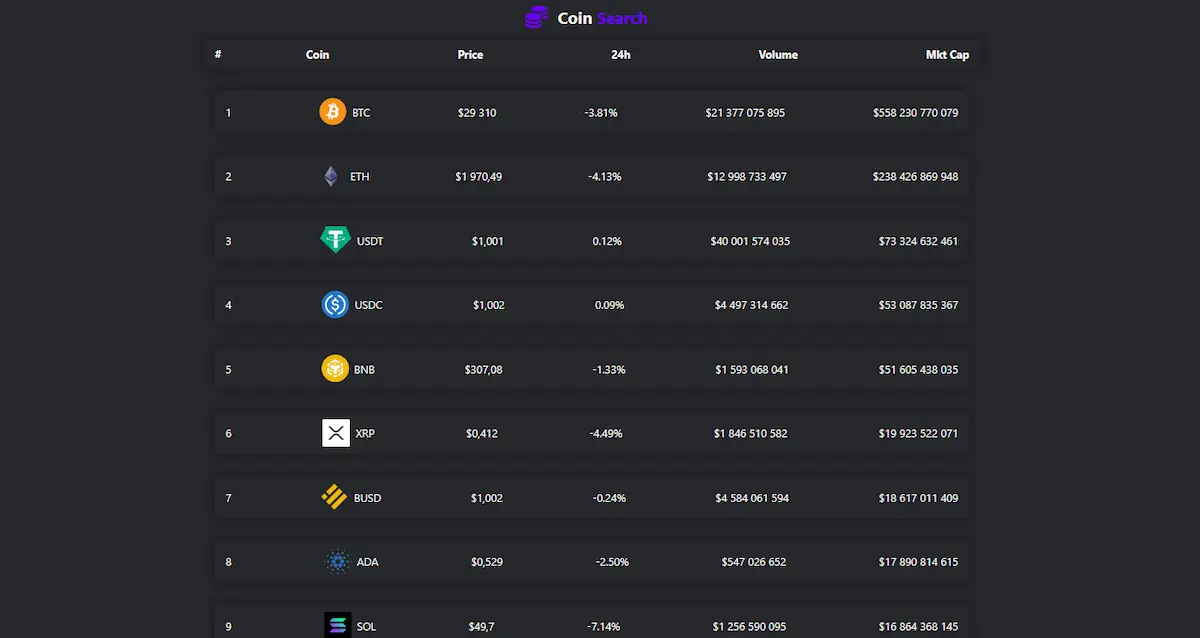 Coin Search
# Coin Price 24h Volume Mkt Cap
1 BTC $29 310 -3.81% $21 377 075 895 $558 230 770 079
2 ETH $1 970,49 -4.13% $12 998 733 497 $238 426 869 948
3 USDT $1,001 0.12% $40 001 574 035 $73 324 632 461
4 USDC $1,002 0.09% $4 497 314 662 $53 087 835 367
5 BNB $307,08 -1.33% $1 593 068 041 $51 605 438 035
6 XRP $0,412 -4.49% $1 846 510 582 $19 923 522 071
7 BUSD $1,002 -0.24% $4 584 061 594 $18 617 011 409
8 ADA $0,529 -2.50% $547 026 652 $17 890 814 615
9 SOL $49,7 -7.14% $1 256 590 095 $16 864 368 145